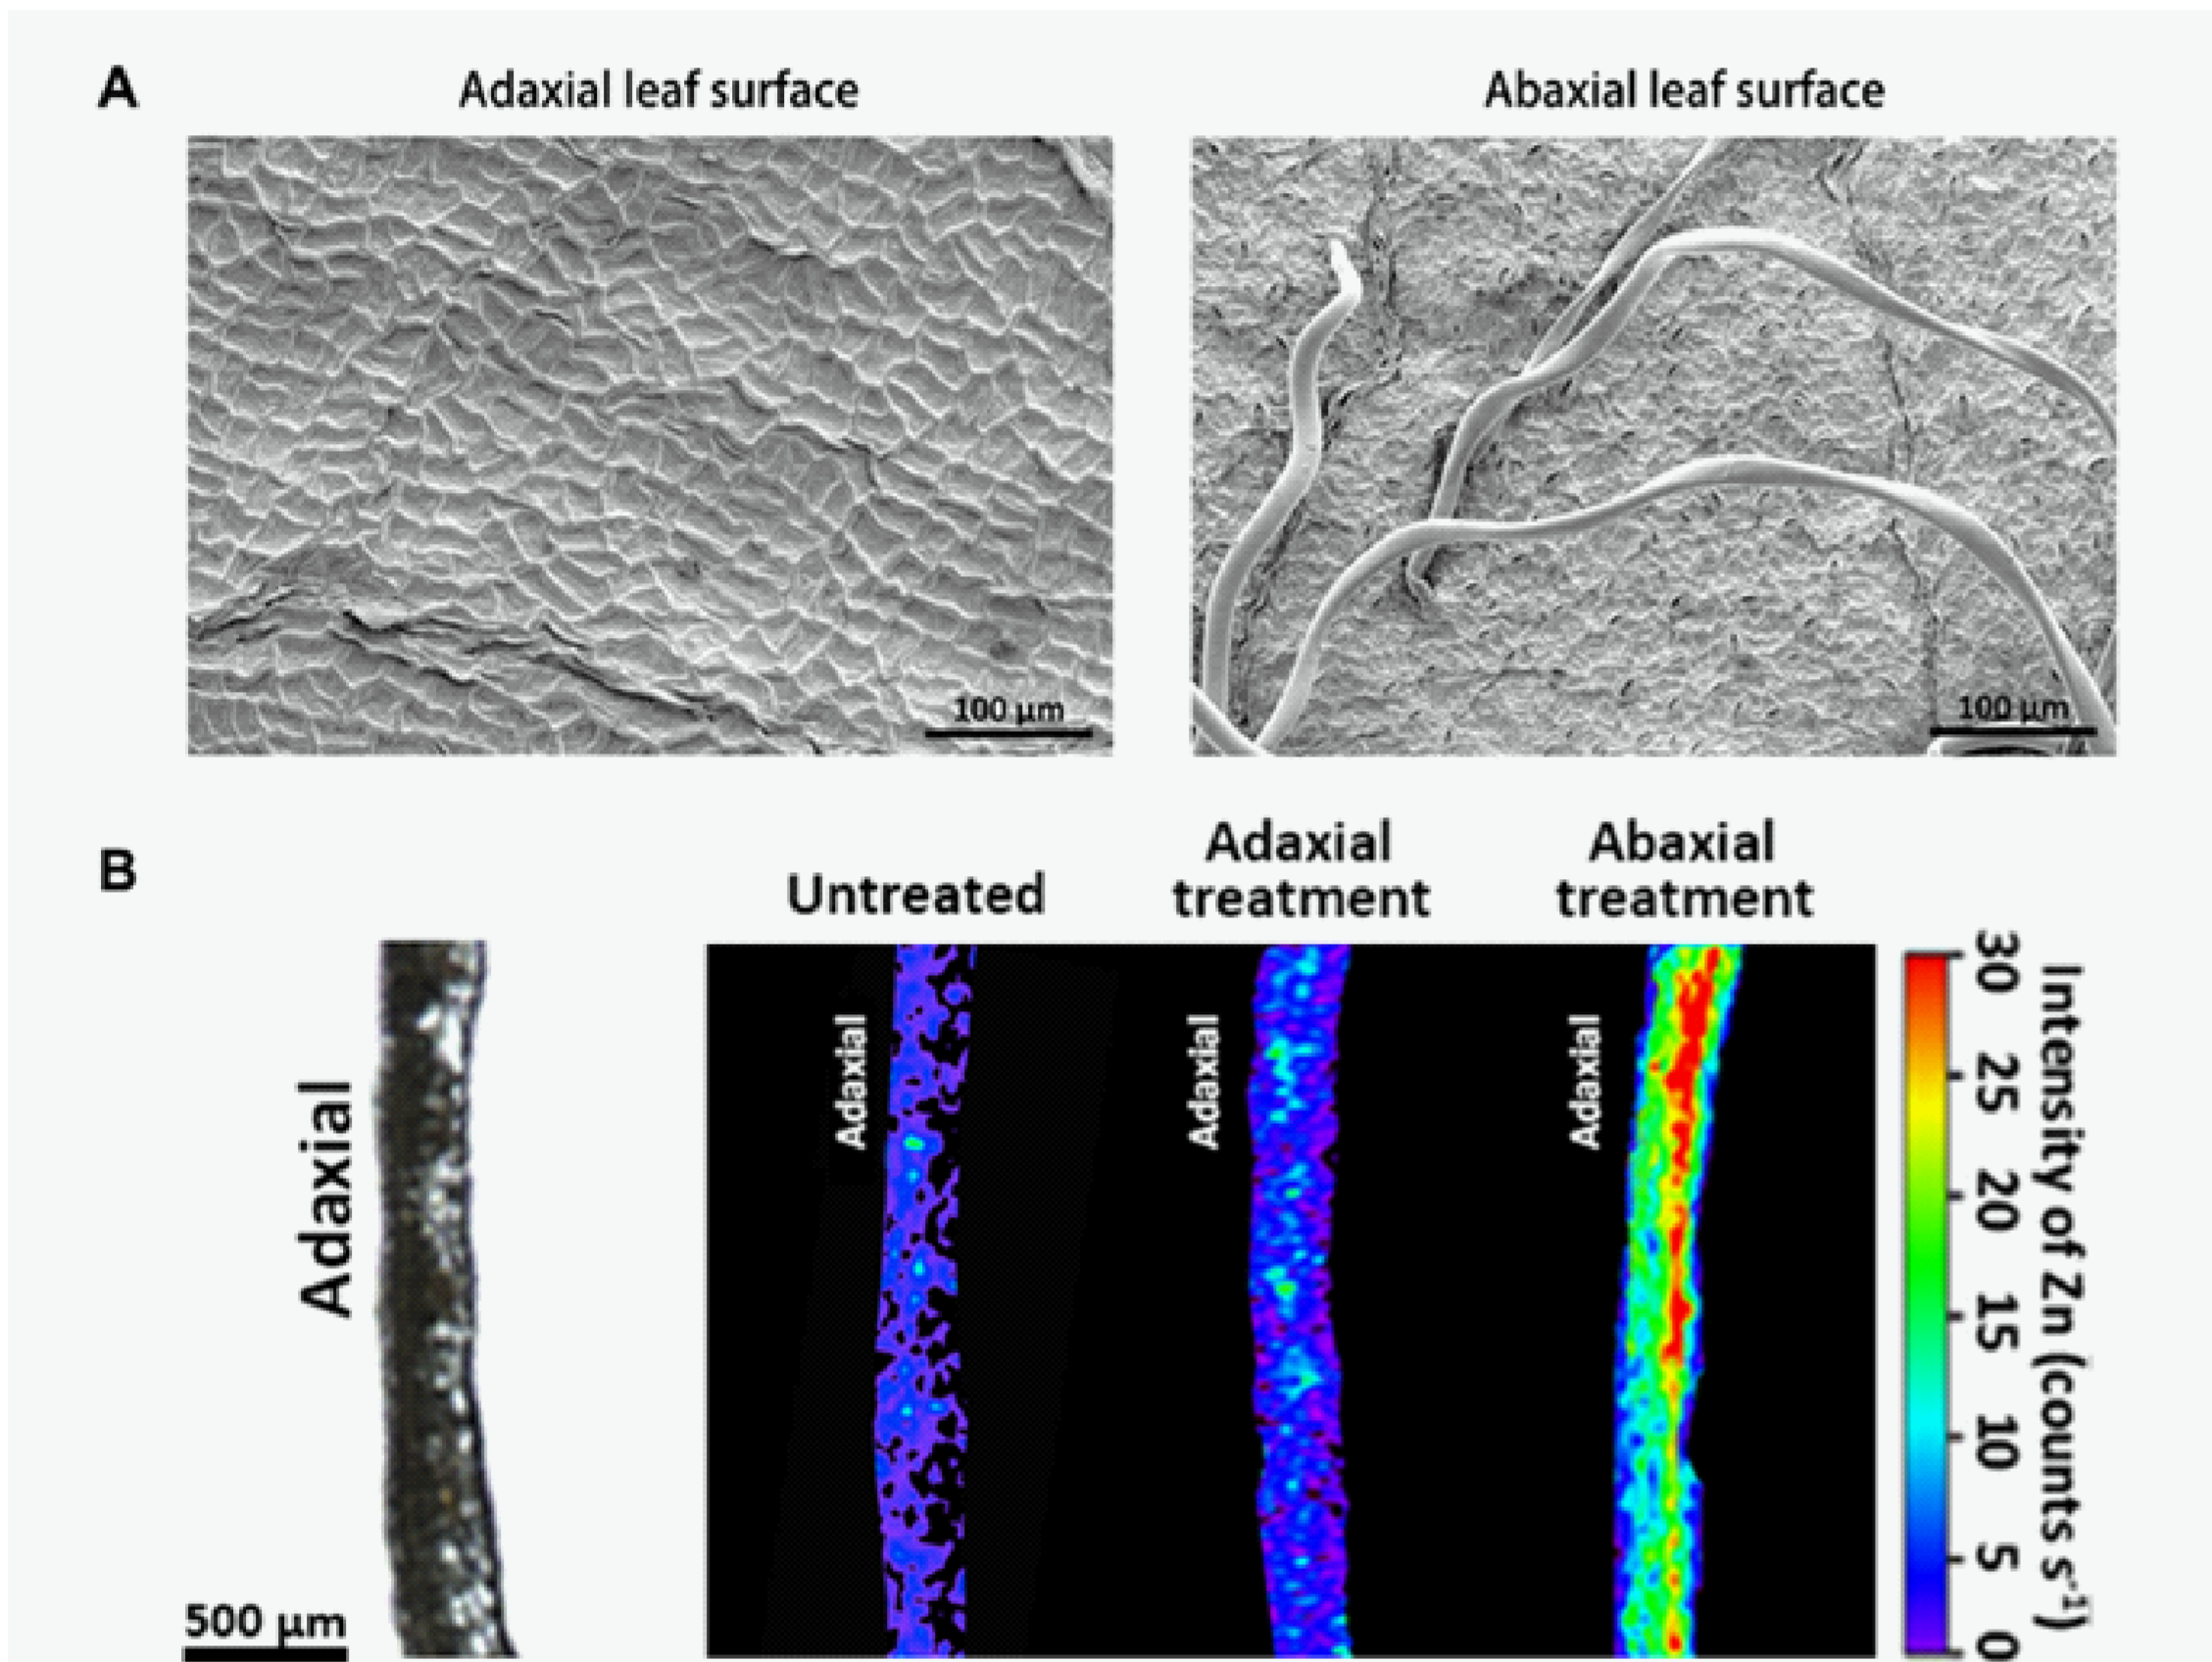 A
Adaxial leaf surface
Abaxial leaf surface
100 µm
100 µm
B
Untreated
Adaxial
treatment
Abaxial
treatment
Adaxial
Adaxial
Adaxial
Adaxial
500 µm
30
25
20
15
10
5
0
Intensity of Zn (counts s⁻¹)